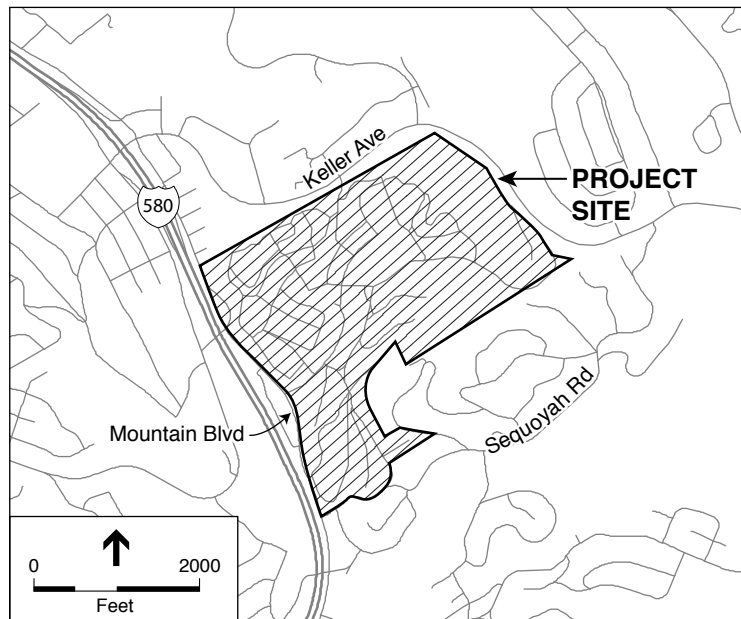 Keller Ave
PROJECT
SITE
580
Mountain Blvd
Sequoyah Rd
0 2000
Feet